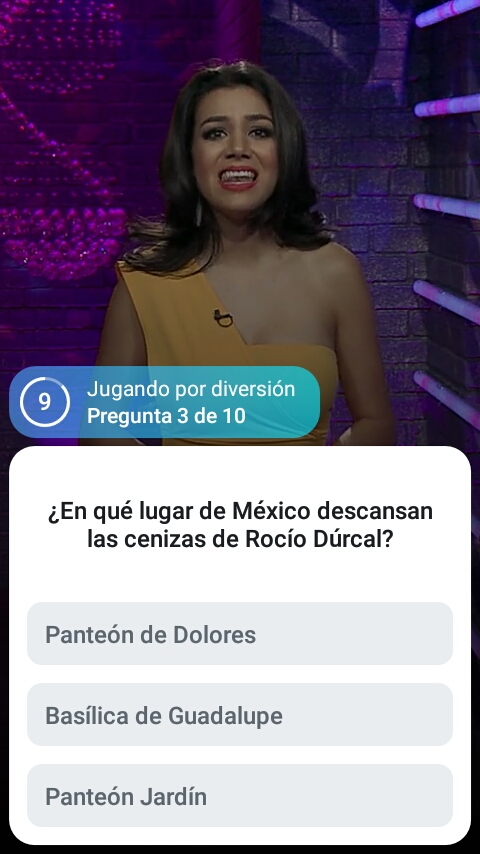 9
Jugando por diversión
Pregunta 3 de 10
¿En qué lugar de México descansan
las cenizas de Rocío Dúrcal?
Panteón de Dolores
Basílica de Guadalupe
Panteón Jardín